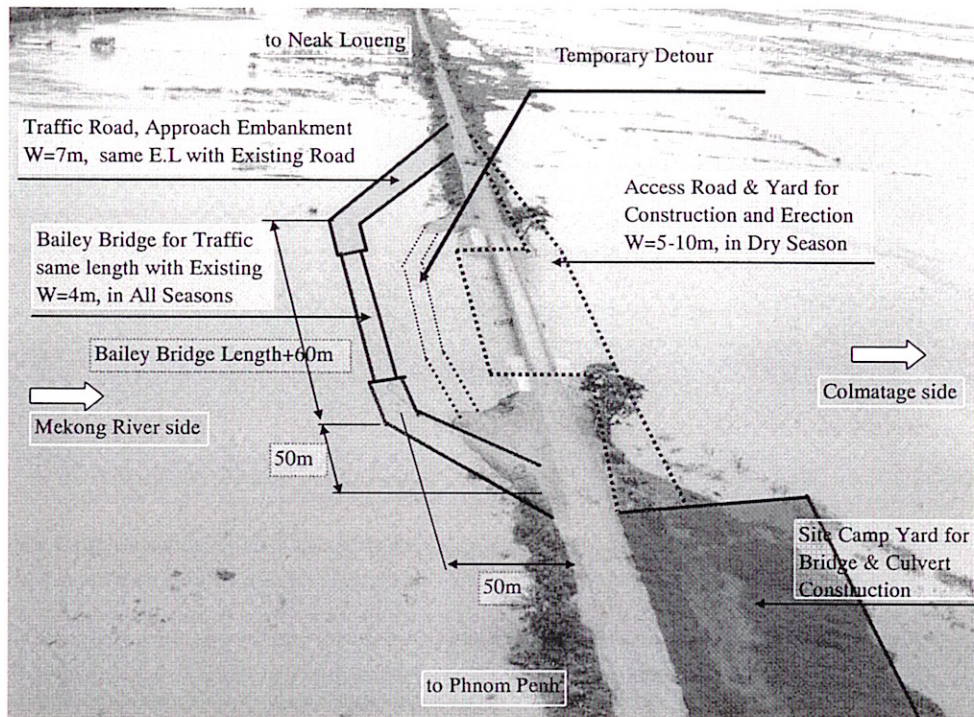 to Neak Loueng
Temporary Detour
Traffic Road, Approach Embankment
W=7m, same E.L with Existing Road
Access Road & Yard for
Construction and Erection
W=5-10m, in Dry Season
Bailey Bridge for Traffic
same length with Existing
W=4m, in All Seasons
Bailey Bridge Length+60m
Colmatage side
Mekong River side
50m
Site Camp Yard for
Bridge & Culvert
Construction
50m
to Phnom Penh